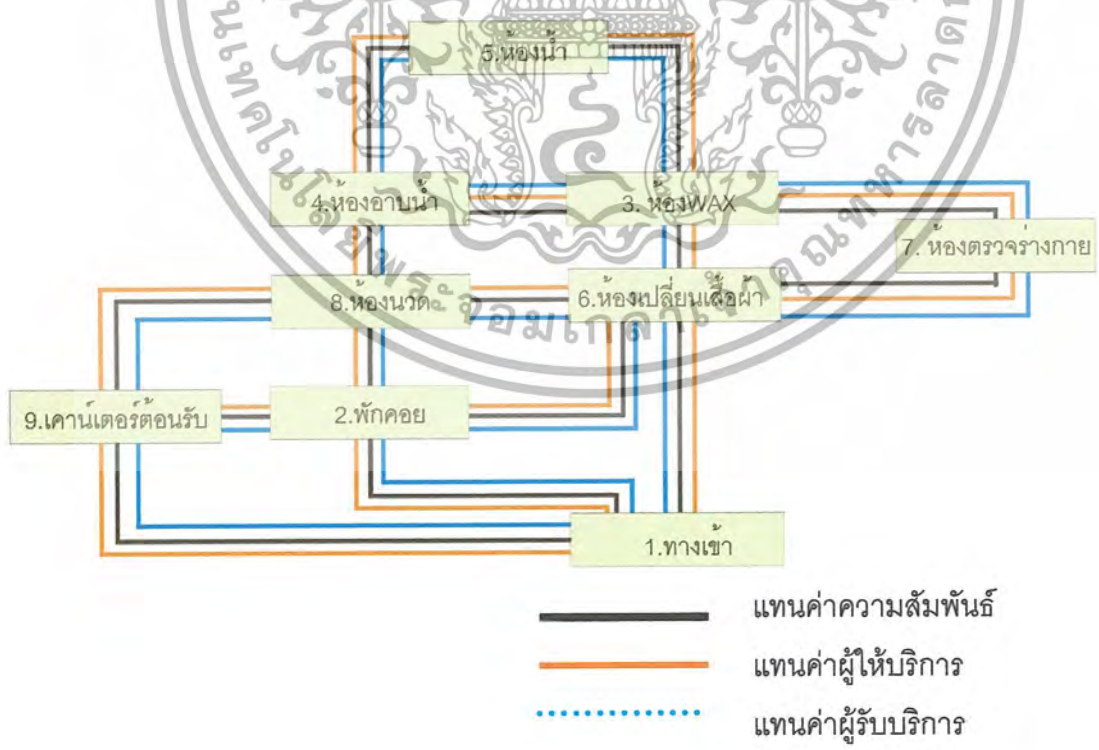 5.ห้องน้ำ
4.ห้องอาบน้ำ
3. ห้องWAX
7. ห้องตรวจร่างกาย
8.ห้องนวด
6.ห้องเปลี่ยนเสื้อผ้า
9.เคาน์เตอร์ต้อนรับ
2.พักคอย
1.ทางเข้า
แทนค่าความสัมพันธ์
แทนค่าผู้ให้บริการ
แทนค่าผู้รับบริการ